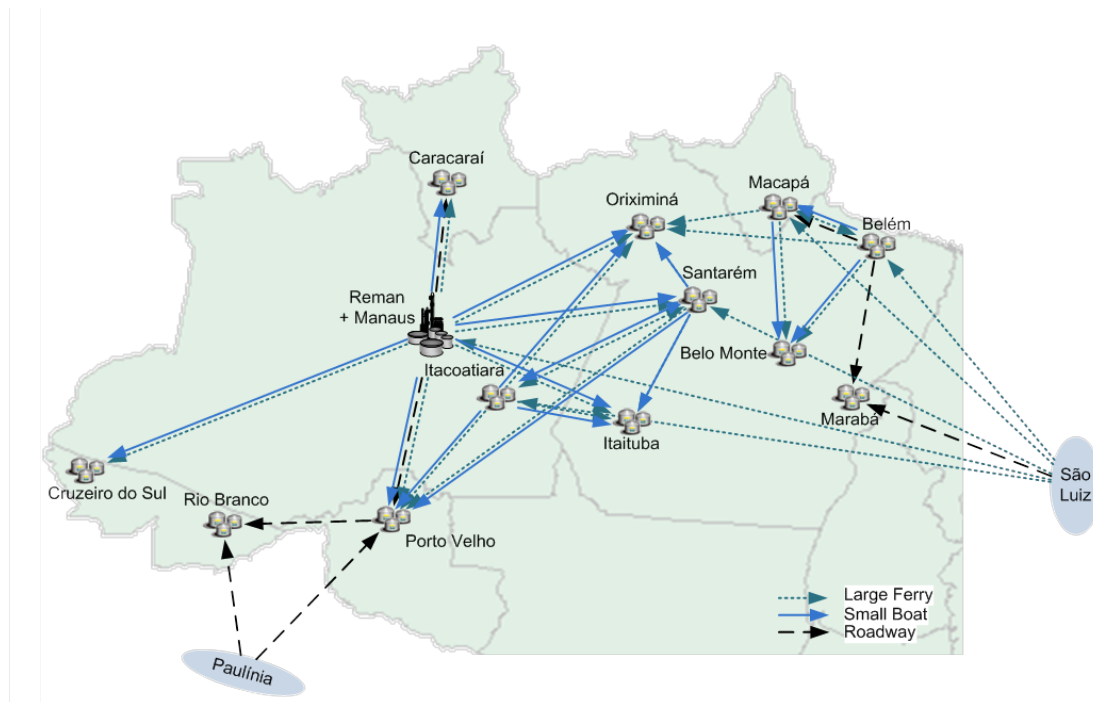 Caracaraí
Macapá
Oriximiná
Belém
Santarém
Reman
+ Manaus
Belo Monte
Itacoatiara
Marabá
Itaituba
São
Luiz
Cruzeiro do Sul
Rio Branco
Porto Velho
Large Ferry
Small Boat
Roadway
Paulínia